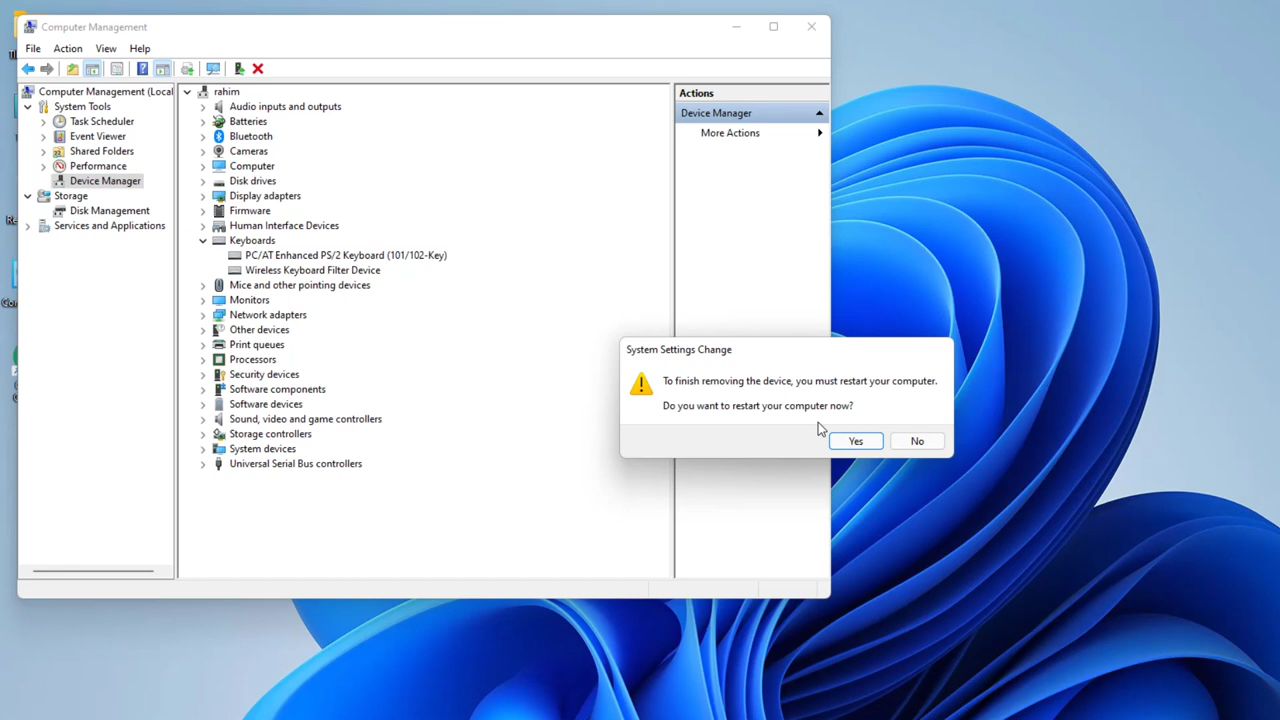 Computer Management
File Action View Help
Computer Management (Local
System Tools
Task Scheduler
Event Viewer
Shared Folders
Performance
Device Manager
Storage
Disk Management
Services and Applications
rahim
Audio inputs and outputs
Batteries
Bluetooth
Cameras
Computer
Disk drives
Display adapters
Firmware
Human Interface Devices
Keyboards
PC/AT Enhanced PS/2 Keyboard (101/102-Key)
Wireless Keyboard Filter Device
Mice and other pointing devices
Monitors
Network adapters
Other devices
Print queues
Processors
Security devices
Software components
Software devices
Sound, video and game controllers
Storage controllers
System devices
Universal Serial Bus controllers
Actions
Device Manager
More Actions
System Settings Change
To finish removing the device, you must restart your computer.
Do you want to restart your computer now?
Yes No